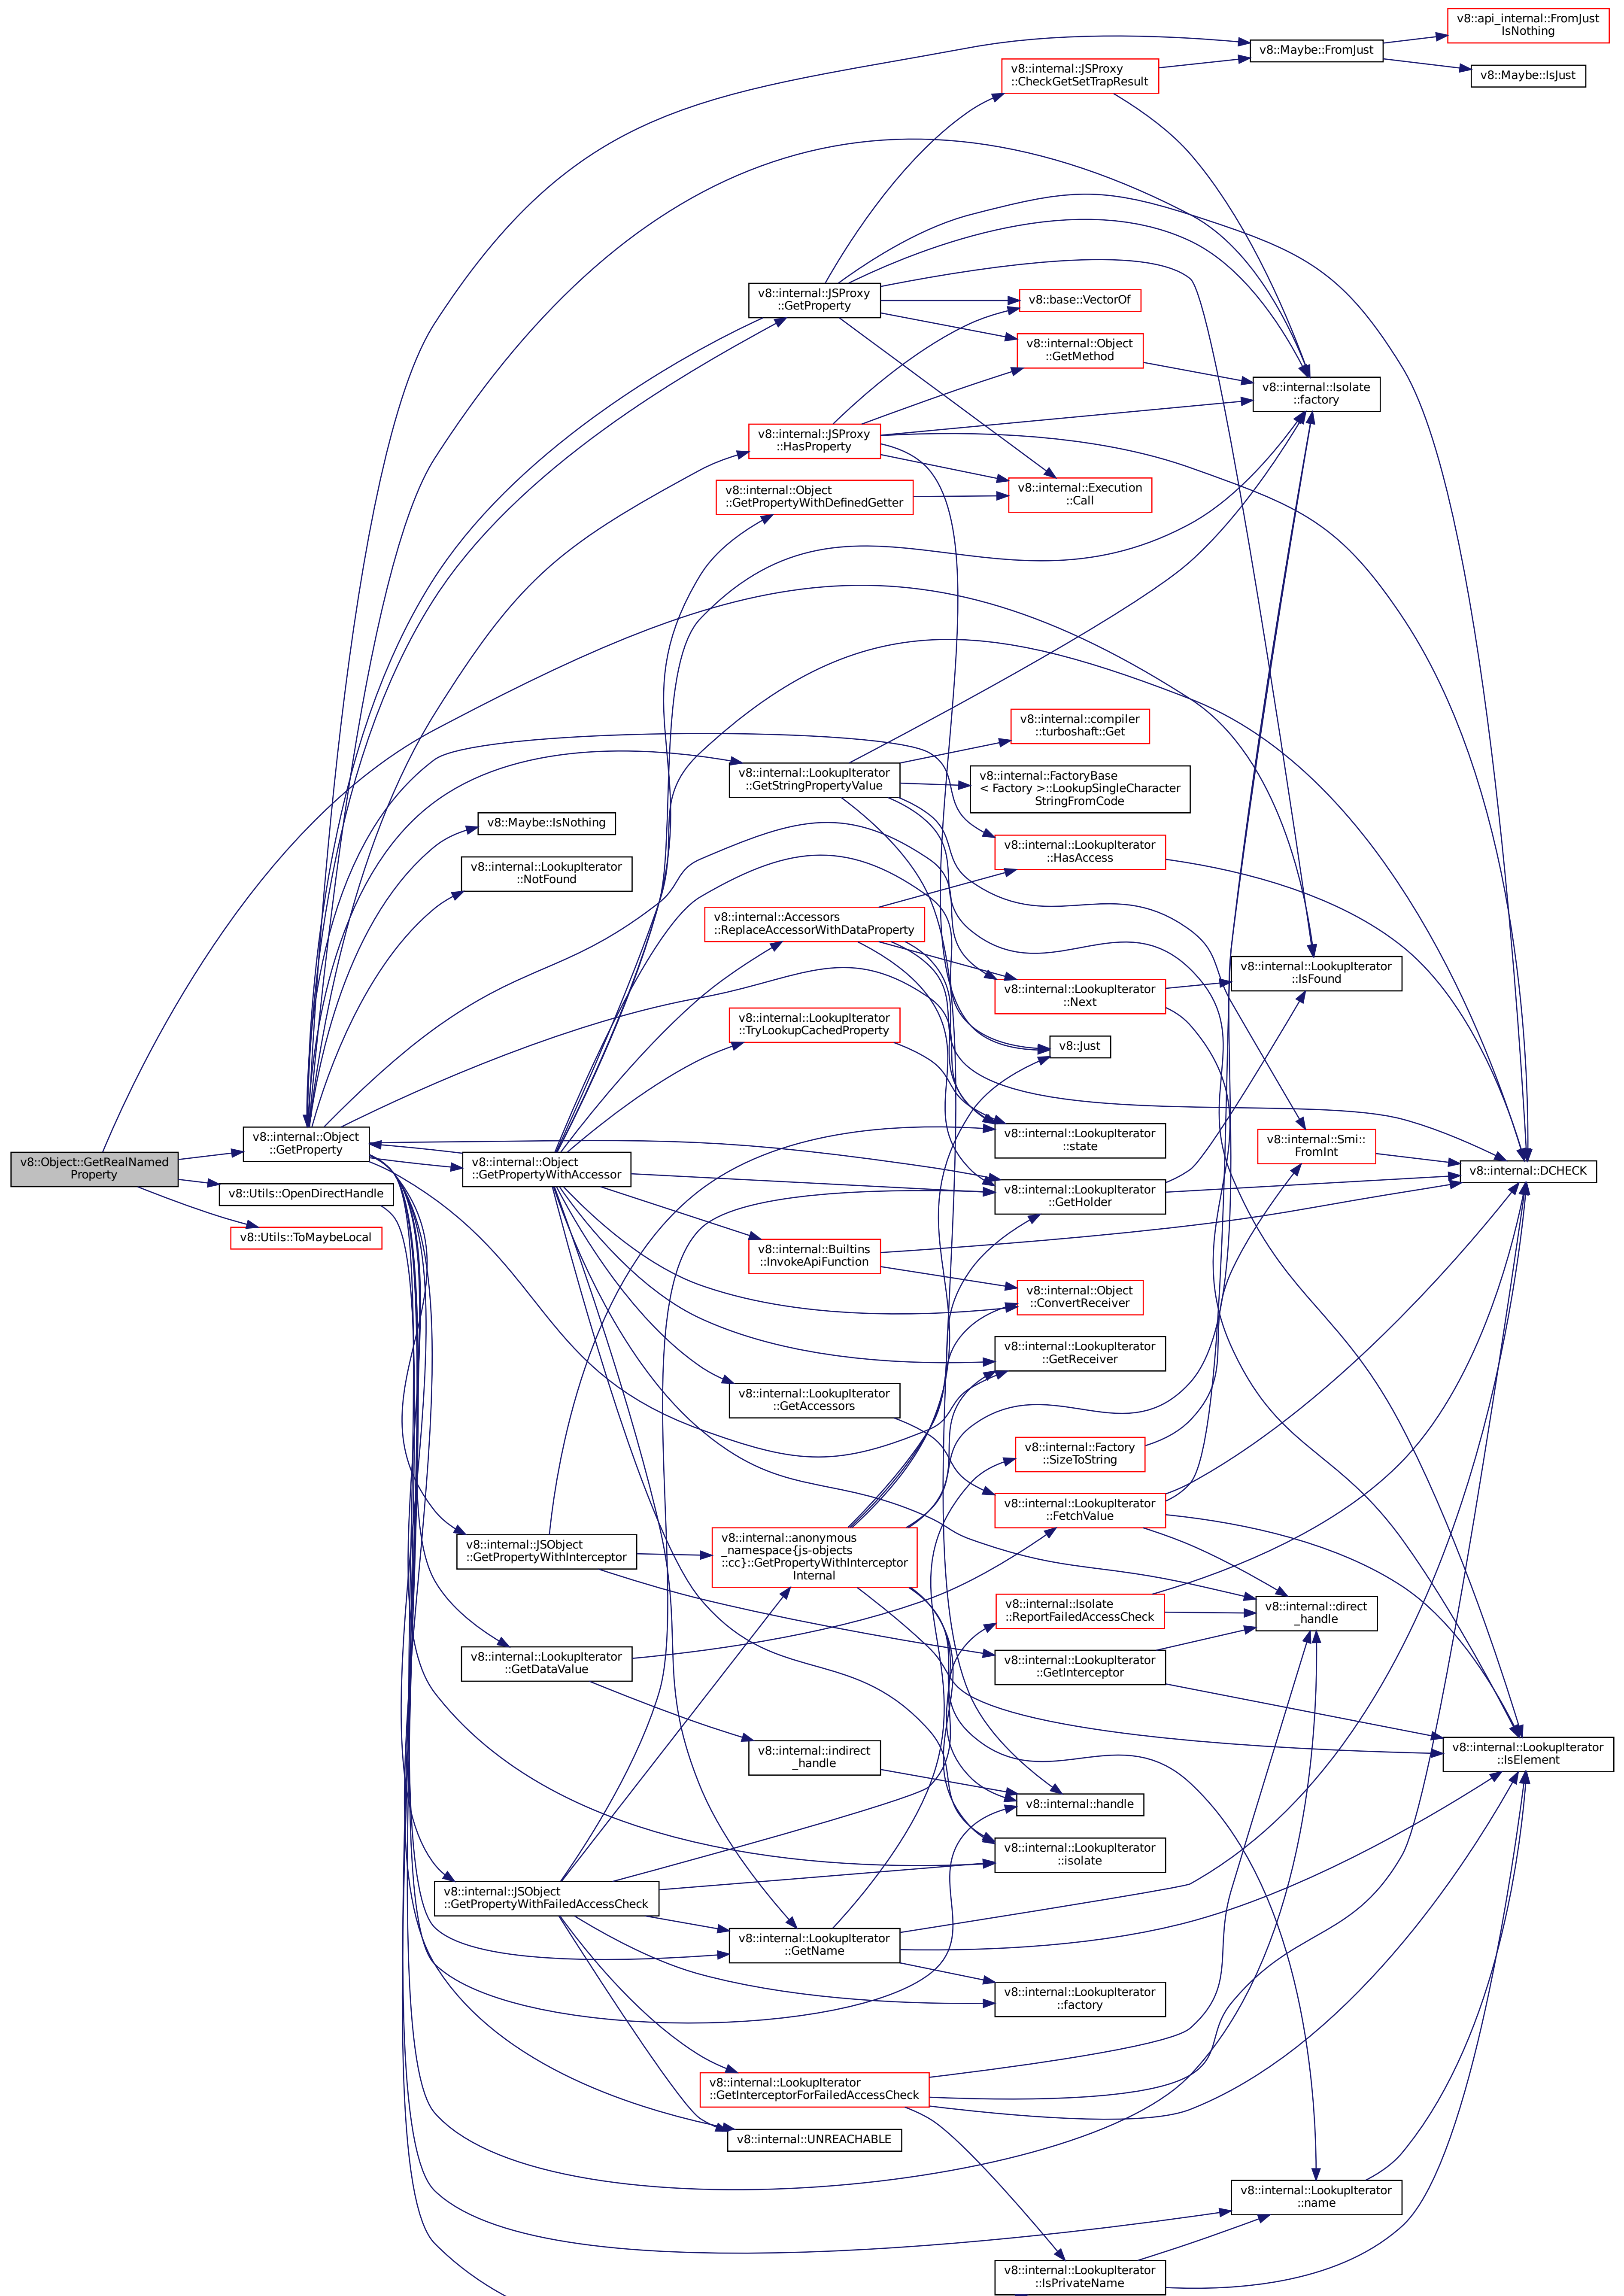 v8::api_internal::FromJust
IsNothing
v8::Maybe::FromJust
v8::Maybe::IsJust
v8::internal::JSProxy
::CheckGetSetTrapResult
v8::internal::JSProxy
::GetProperty
v8::base::VectorOf
v8::internal::Object
::GetMethod
v8::internal::Isolate
::factory
v8::internal::JSProxy
::HasProperty
v8::internal::Object
::GetPropertyWithDefinedGetter
v8::internal::Execution
::Call
v8::internal::compiler
::turboshaft::Get
v8::internal::LookupIterator
::GetStringPropertyValue
v8::internal::FactoryBase
< Factory >::LookupSingleCharacter
StringFromCode
v8::Maybe::IsNothing
v8::internal::LookupIterator
::HasAccess
v8::internal::LookupIterator
::NotFound
v8::internal::Accessors
::ReplaceAccessorWithDataProperty
v8::internal::LookupIterator
::IsFound
v8::internal::LookupIterator
::Next
v8::internal::LookupIterator
::TryLookupCachedProperty
v8::Just
v8::internal::Object
::GetProperty
v8::internal::LookupIterator
::state
v8::internal::Smi::
FromInt
v8::Object::GetRealNamed
Property
v8::internal::Object
::GetPropertyWithAccessor
v8::internal::DCHECK
v8::Utils::OpenDirectHandle
v8::internal::LookupIterator
::GetHolder
v8::Utils::ToMaybeLocal
v8::internal::Builtins
::InvokeApiFunction
v8::internal::Object
::ConvertReceiver
v8::internal::LookupIterator
::GetReceiver
v8::internal::LookupIterator
::GetAccessors
v8::internal::Factory
::SizeToString
v8::internal::LookupIterator
::FetchValue
v8::internal::JSObject
::GetPropertyWithInterceptor
v8::internal::anonymous
_namespace{js-objects
::cc}::GetPropertyWithInterceptor
Internal
v8::internal::Isolate
::ReportFailedAccessCheck
v8::internal::direct
_handle
v8::internal::LookupIterator
::GetDataValue
v8::internal::LookupIterator
::GetInterceptor
v8::internal::indirect
_handle
v8::internal::LookupIterator
::IsElement
v8::internal::handle
v8::internal::LookupIterator
::isolate
v8::internal::JSObject
::GetPropertyWithFailedAccessCheck
v8::internal::LookupIterator
::GetName
v8::internal::LookupIterator
::factory
v8::internal::LookupIterator
::GetInterceptorForFailedAccessCheck
v8::internal::UNREACHABLE
v8::internal::LookupIterator
::name
v8::internal::LookupIterator
::IsPrivateName